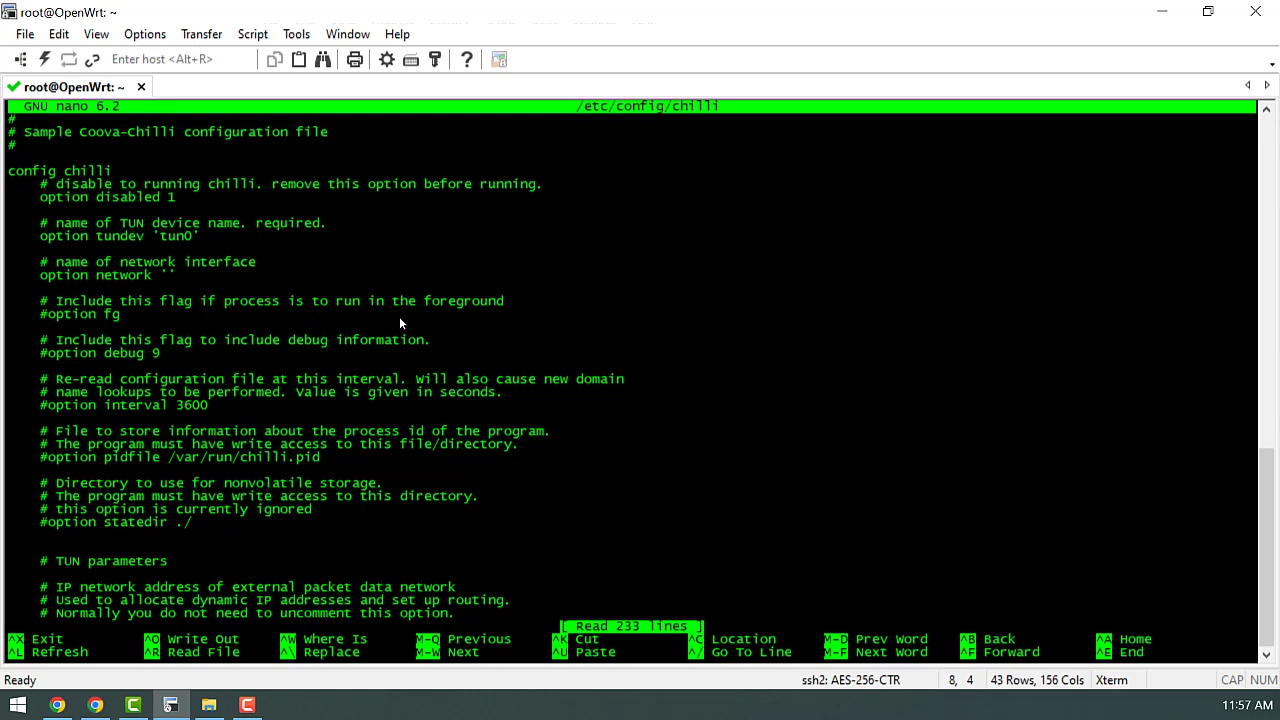 root@OpenWrt: ~
File Edit View Options Transfer Script Tools Window Help
Enter host <Alt+R>
root@OpenWrt: ~
GNU nano 6.2 /etc/config/chilli
#
# Sample Coova-Chilli configuration file
#
config chilli
# disable to running chilli. remove this option before running.
option disabled 1
# name of TUN device name. required.
option tundev 'tun0'
# name of network interface
option network ''
# Include this flag if process is to run in the foreground
#option fg
# Include this flag to include debug information.
#option debug 9
# Re-read configuration file at this interval. Will also cause new domain
# name lookups to be performed. Value is given in seconds.
#option interval 3600
# File to store information about the process id of the program.
# The program must have write access to this file/directory.
#option pidfile /var/run/chilli.pid
# Directory to use for nonvolatile storage.
# The program must have write access to this directory.
# this option is currently ignored
#option statedir ./
# TUN parameters
# IP network address of external packet data network
# Used to allocate dynamic IP addresses and set up routing.
# Normally you do not need to uncomment this option.
[ Read 233 lines ]
^X Exit ^O Write Out ^W Where Is M-Q Previous ^K Cut ^C Location M-D Prev Word ^B Back ^A Home
^L Refresh ^R Read File ^\ Replace M-W Next ^U Paste ^/ Go To Line M-F Next Word ^F Forward ^E End
Ready ssh2: AES-256-CTR 8, 4 43 Rows, 156 Cols Xterm CAP NUM
11:57 AM